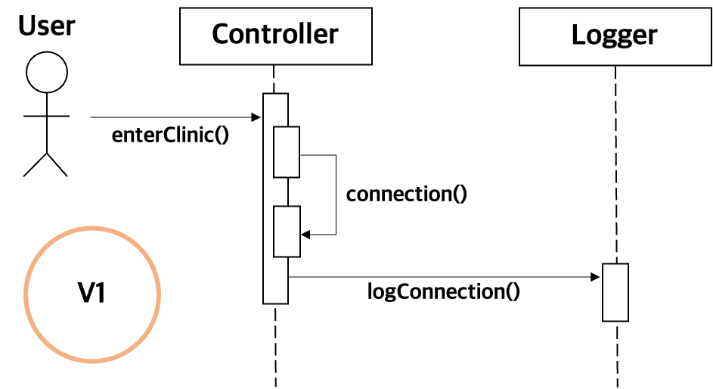 User
Controller
Logger
enterClinic()
connection()
V1
logConnection()